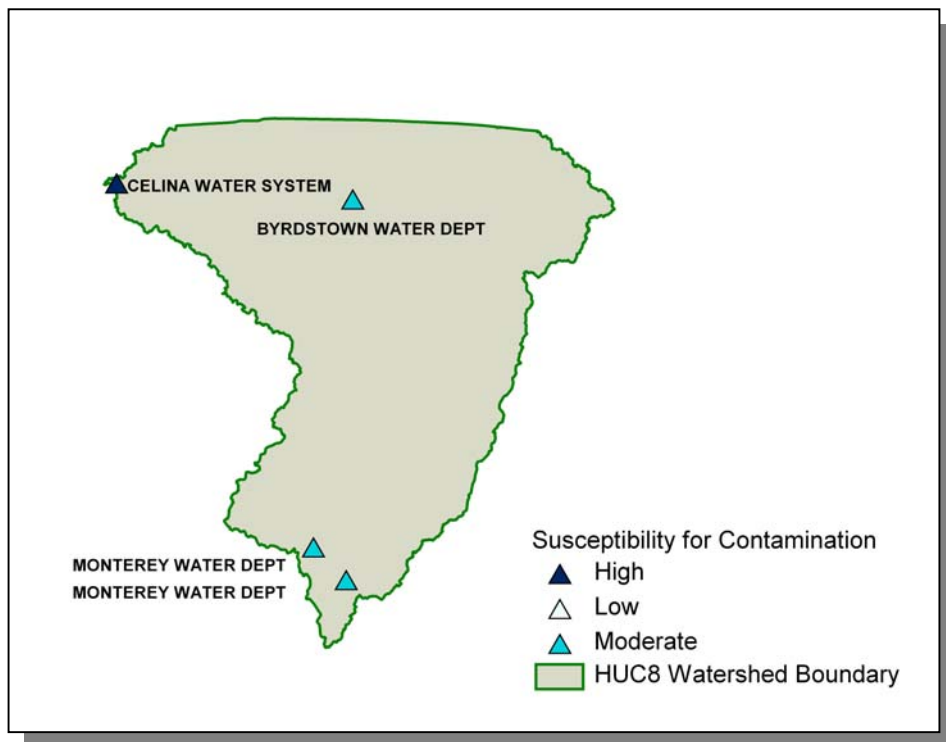 CELINA WATER SYSTEM
BYRDSTOWN WATER DEPT
MONTEREY WATER DEPT
MONTEREY WATER DEPT
Susceptibility for Contamination
High
Low
Moderate
HUC8 Watershed Boundary